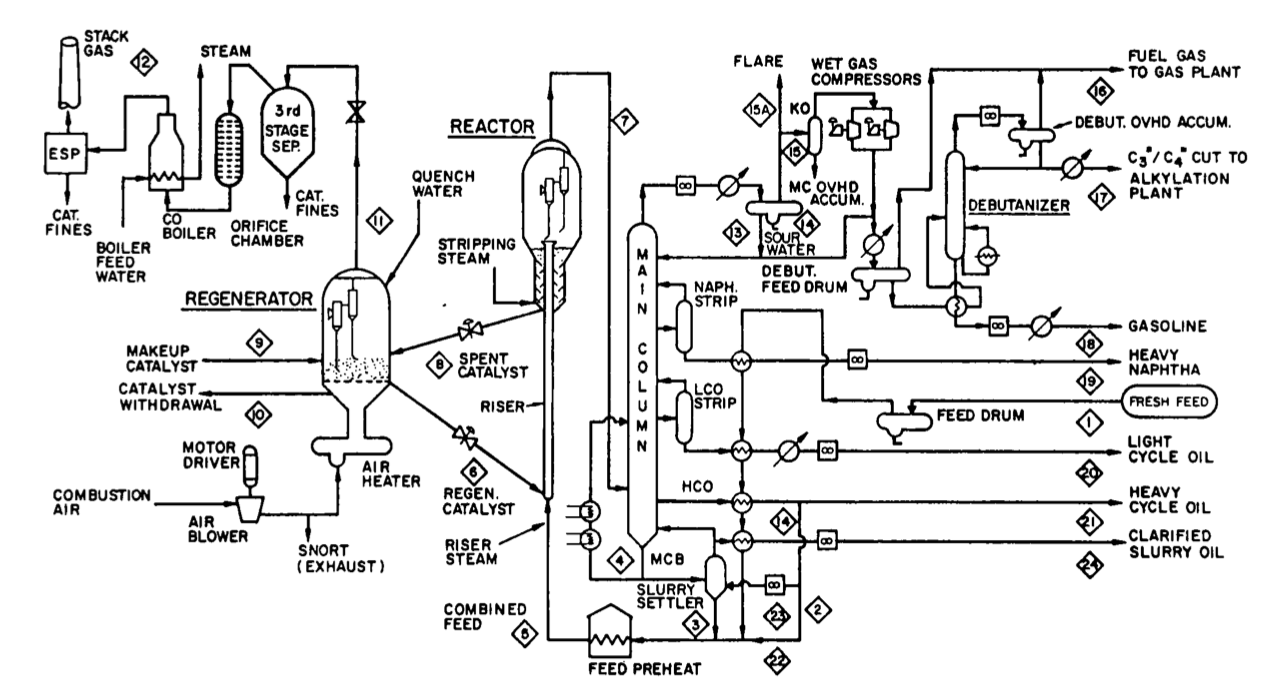 STACK
GAS
12
STEAM
3rd
STAGE
SEP.
ESP
CAT.
FINES
BOILER
FEED
WATER
CO
BOILER
ORIFICE
CHAMBER
CAT.
FINES
11
QUENCH
WATER
REACTOR
STRIPPING
STEAM
REGENERATOR
9
MAKEUP
CATALYST
CATALYST
WITHDRAWAL
10
MOTOR
DRIVER
COMBUSTION
AIR
AIR
BLOWER
AIR
HEATER
SNORT
(EXHAUST)
8
SPENT
CATALYST
RISER
6
REGEN.
CATALYST
RISER
STEAM
COMBINED
FEED
5
FEED PREHEAT
7
MAIN COLUMN
4
MCB
SLURRY
SETTLER
3
23
2
22
FLARE
15A
KO
15
WET GAS
COMPRESSORS
MC OVHD
ACCUM.
13
14
SOUR
WATER
DEBUT.
FEED DRUM
NAPH.
STRIP
LCO
STRIP
HCO
14
FUEL GAS
TO GAS PLANT
16
DEBUT. OVHD ACCUM.
C3"/C4" CUT TO
ALKYLATION
PLANT
17
DEBUTANIZER
GASOLINE
18
HEAVY
NAPHTHA
19
FRESH FEED
FEED DRUM
1
LIGHT
CYCLE OIL
20
HEAVY
CYCLE OIL
21
CLARIFIED
SLURRY OIL
24